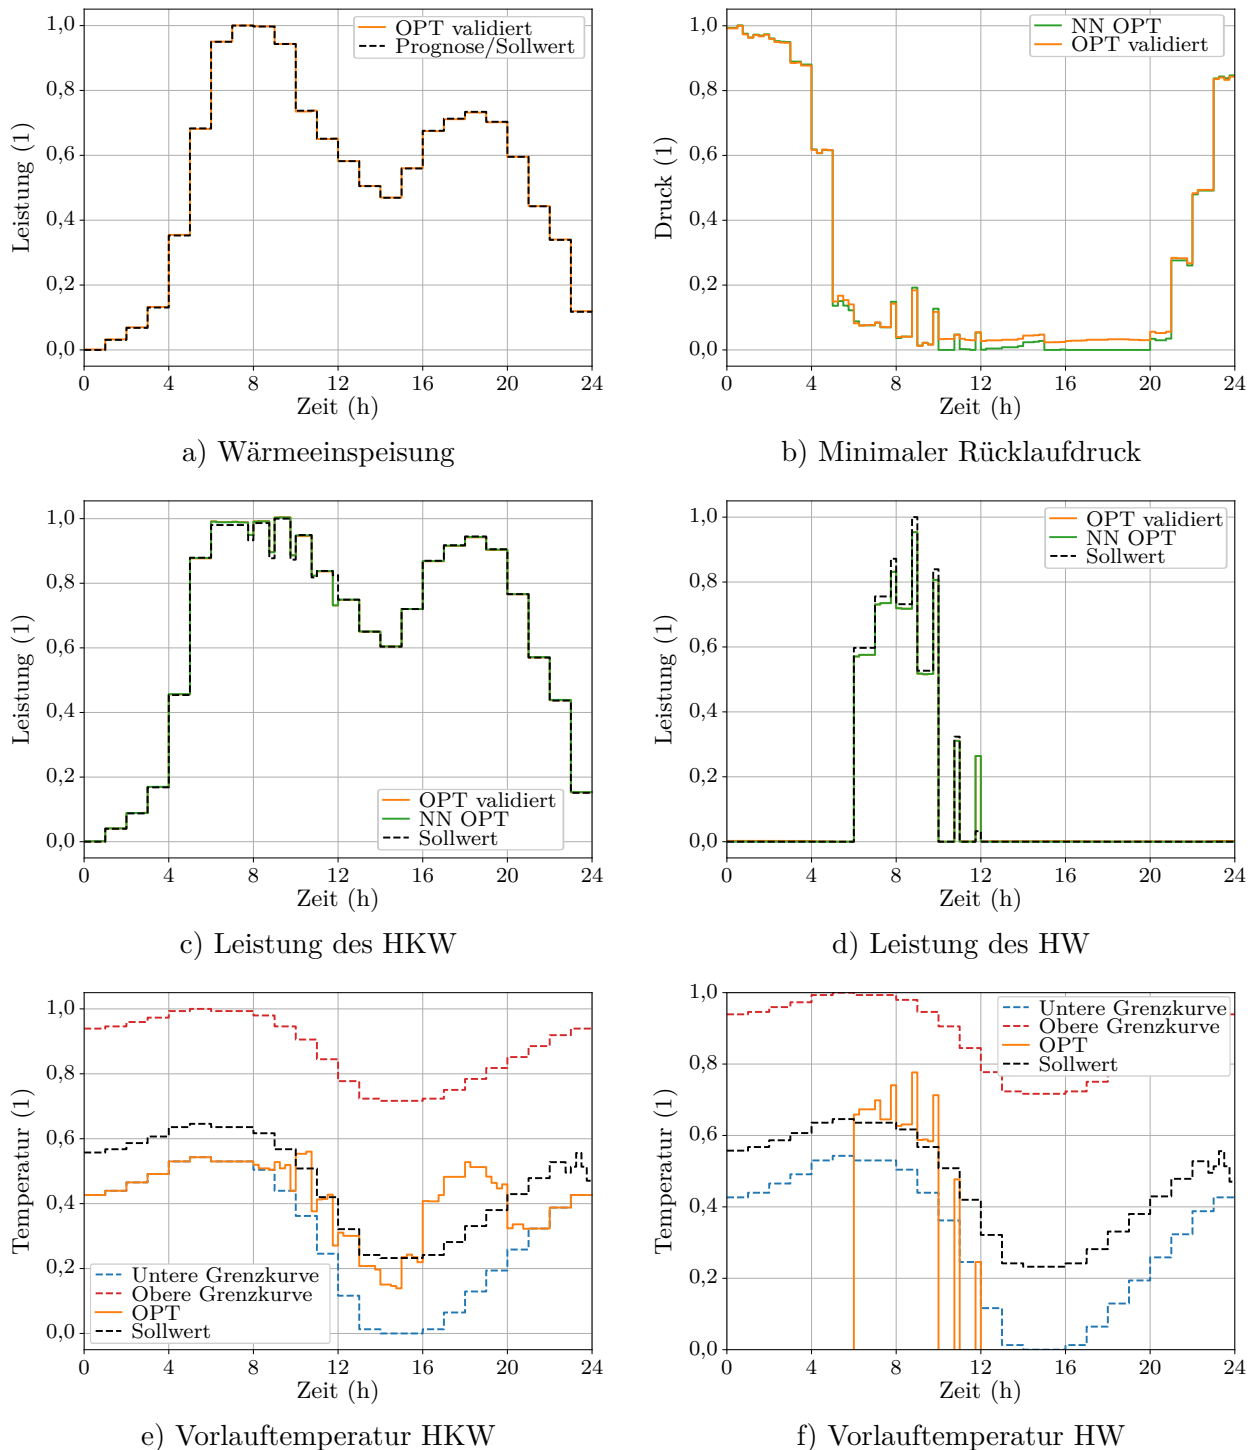 OPT validiert
Prognose/Sollwert
Leistung (1)
1,0
0,8
0,6
0,4
0,2
0,0
0 4 8 12 16 20 24
Zeit (h)
a) Wärmeeinspeisung
NN OPT
OPT validiert
Druck (1)
1,0
0,8
0,6
0,4
0,2
0,0
0 4 8 12 16 20 24
Zeit (h)
b) Minimaler Rücklaufdruck
Leistung (1)
1,0
0,8
0,6
0,4
0,2
0,0
OPT validiert
NN OPT
Sollwert
0 4 8 12 16 20 24
Zeit (h)
c) Leistung des HKW
OPT validiert
NN OPT
Sollwert
Leistung (1)
1,0
0,8
0,6
0,4
0,2
0,0
0 4 8 12 16 20 24
Zeit (h)
d) Leistung des HW
Temperatur (1)
1,0
0,8
0,6
0,4
0,2
0,0
Untere Grenzkurve
Obere Grenzkurve
OPT
Sollwert
0 4 8 12 16 20 24
Zeit (h)
e) Vorlauftemperatur HKW
Untere Grenzkurve
Obere Grenzkurve
OPT
Sollwert
Temperatur (1)
1,0
0,8
0,6
0,4
0,2
0,0
0 4 8 12 16 20 24
Zeit (h)
f) Vorlauftemperatur HW